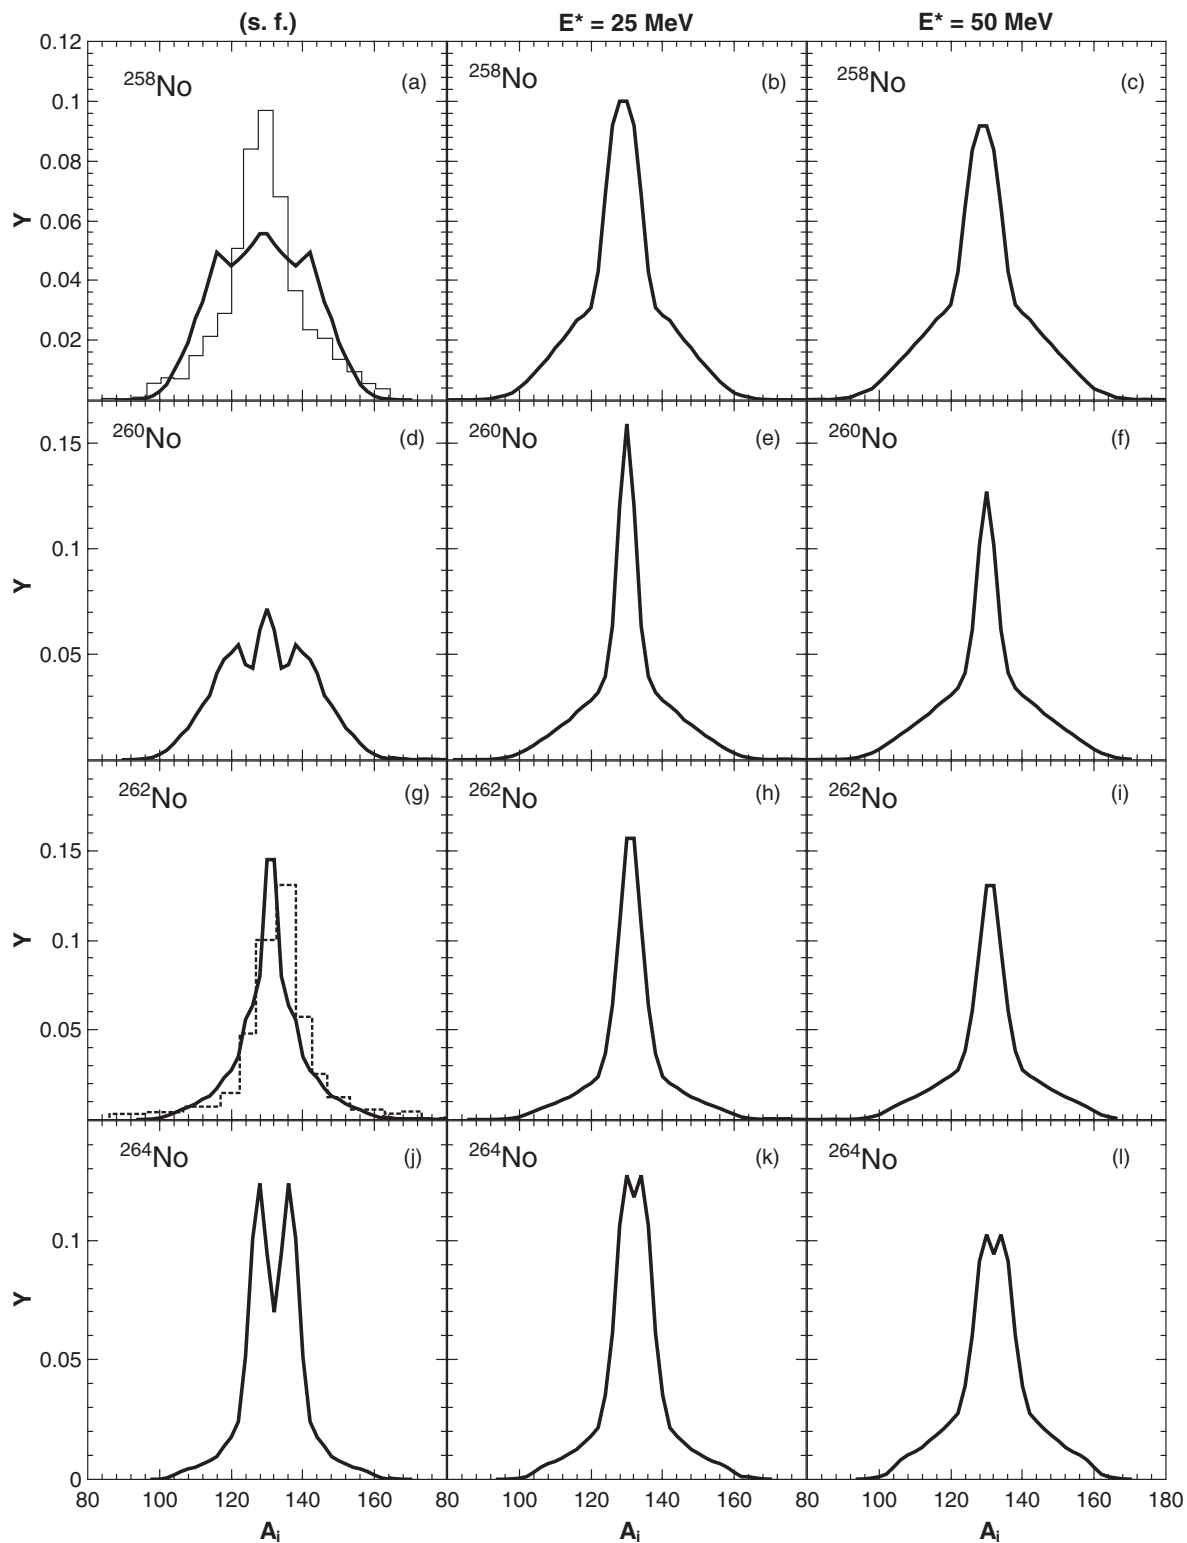 (s. f.) E* = 25 MeV E* = 50 MeV
0.12
258No (a) 258No (b) 258No (c)
0.1
0.08
Y
0.06
0.04
0.02
260No (d) 260No (e) 260No (f)
0.15
0.1
Y
0.05
262No (g) 262No (h) 262No (i)
0.15
0.1
Y
0.05
264No (j) 264No (k) 264No (l)
0.1
Y
0.05
0
80 100 120 140 160 100 120 140 160 80 100 120 140 160 180
Ai Ai Ai